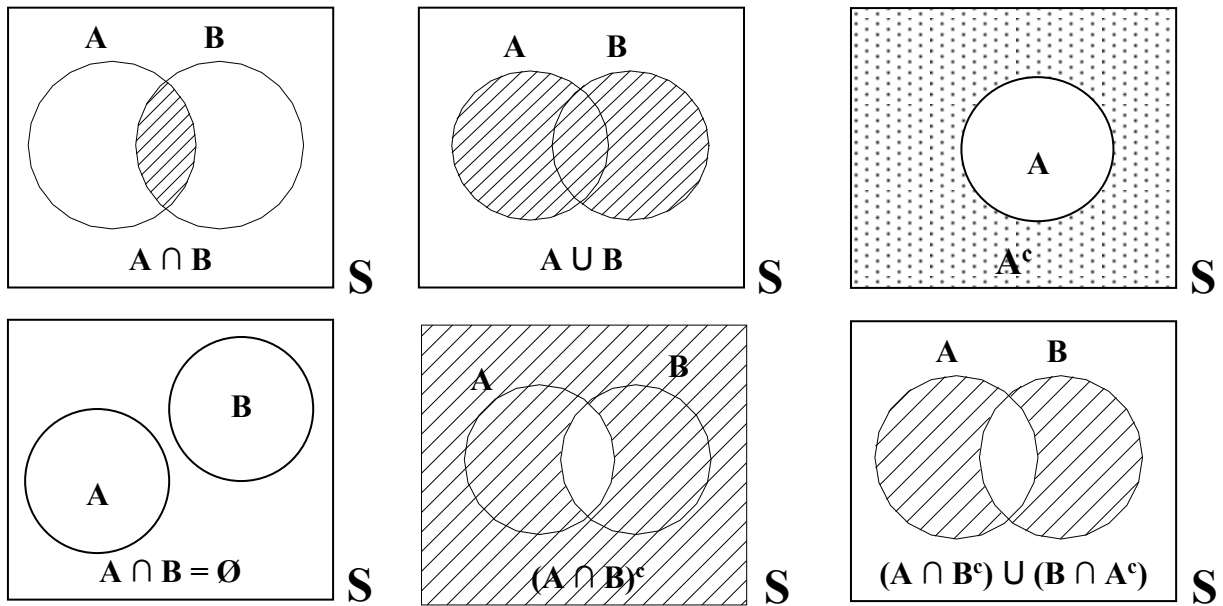 A B
A ∩ B
S
A B
A ∪ B
S
A
Aᶜ
S
B
A
A ∩ B = Ø
S
A B
(A ∩ B)ᶜ
S
A B
(A ∩ Bᶜ) ∪ (B ∩ Aᶜ)
S